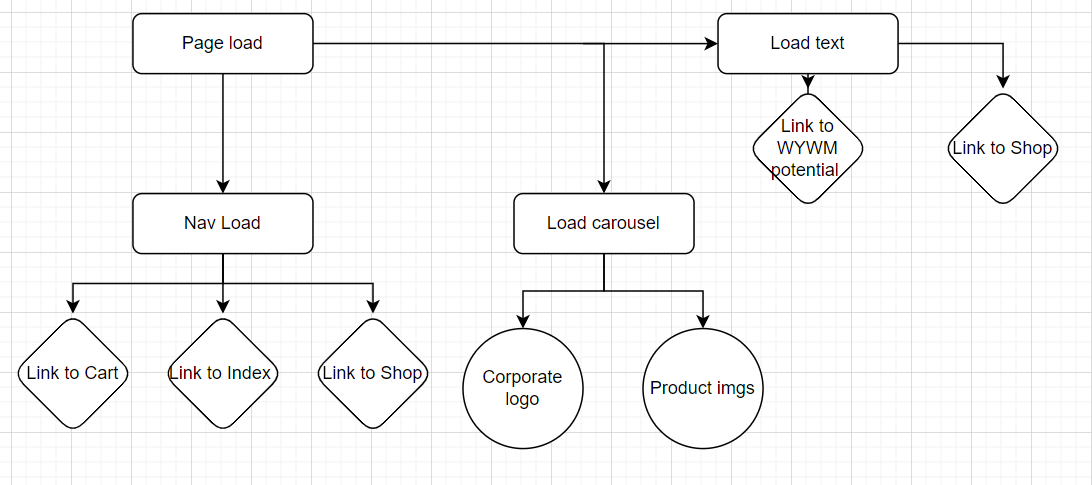 Page load
Load text
Link to
WYWM
potential
Link to Shop
Nav Load
Load carousel
Link to Cart
Link to Index
Link to Shop
Corporate
logo
Product imgs